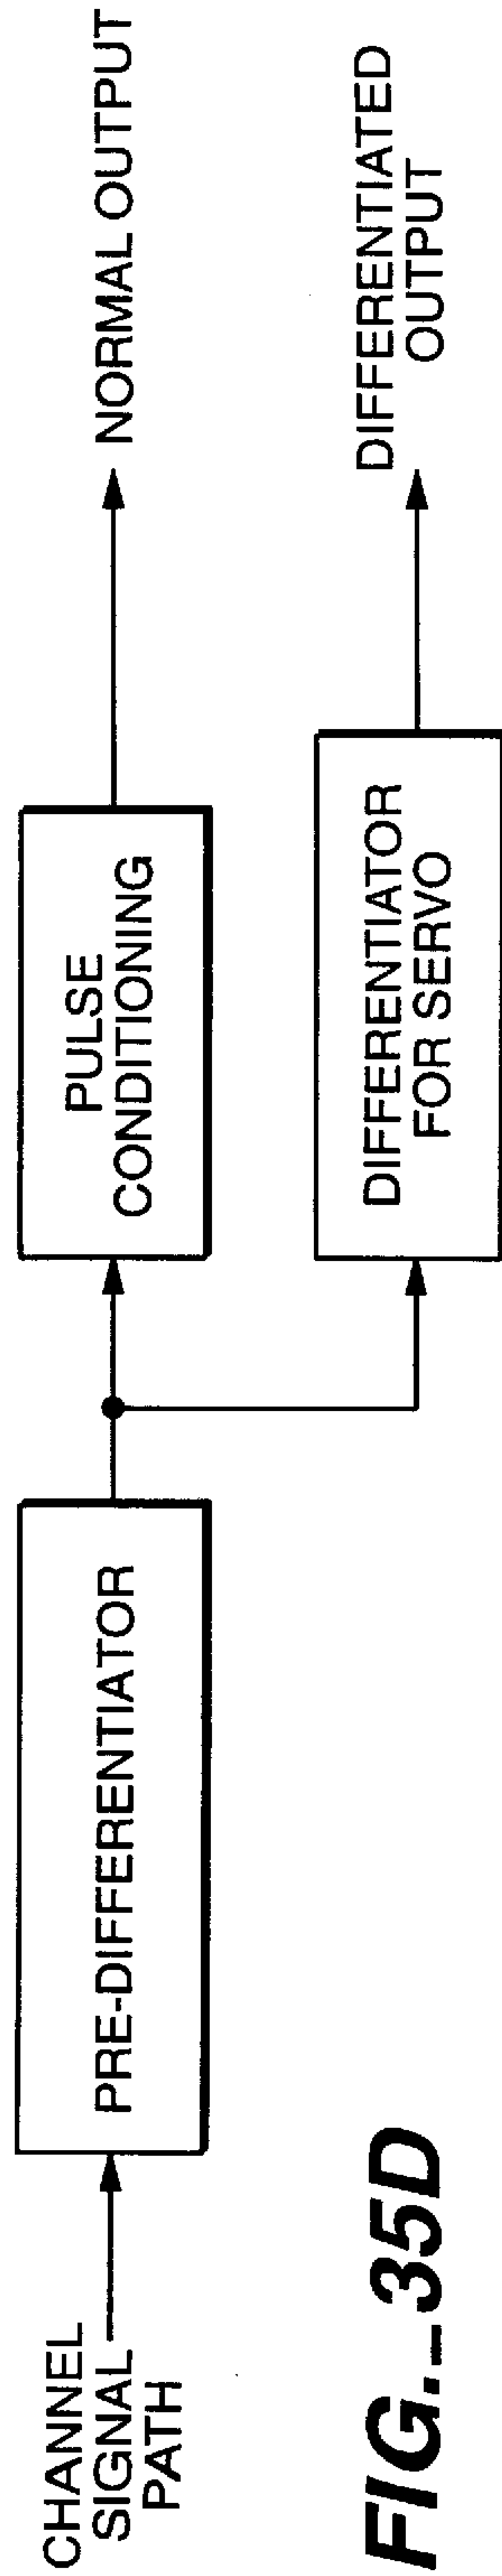 CHANNEL
SIGNAL
PATH
PRE-DIFFERENTIATOR
PULSE
CONDITIONING
NORMAL OUTPUT
DIFFERENTIATOR
FOR SERVO
DIFFERENTIATED
OUTPUT
FIG._35D